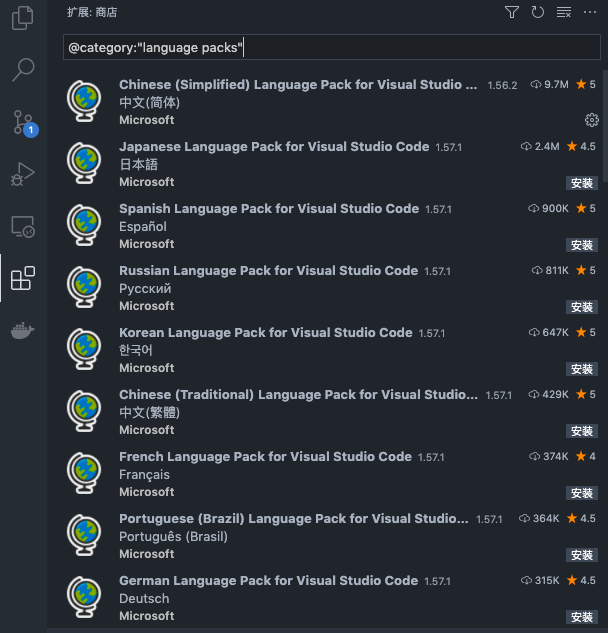 扩展: 商店
@category:"language packs"
Chinese (Simplified) Language Pack for Visual Studio ... 1.56.2 9.7M 5
中文(简体)
Microsoft
1
Japanese Language Pack for Visual Studio Code 1.57.1 2.4M 4.5
日本語
Microsoft 安装
Spanish Language Pack for Visual Studio Code 1.57.1 900K 5
Español
Microsoft 安装
Russian Language Pack for Visual Studio Code 1.57.1 811K 5
Русский
Microsoft 安装
Korean Language Pack for Visual Studio Code 1.57.1 647K 5
한국어
Microsoft 安装
Chinese (Traditional) Language Pack for Visual Studio... 1.57.1 429K 5
中文(繁體)
Microsoft 安装
French Language Pack for Visual Studio Code 1.57.1 374K 4
Français
Microsoft 安装
Portuguese (Brazil) Language Pack for Visual Studio... 1.57.1 364K 4.5
Português (Brasil)
Microsoft 安装
German Language Pack for Visual Studio Code 1.57.1 315K 4.5
Deutsch
Microsoft 安装